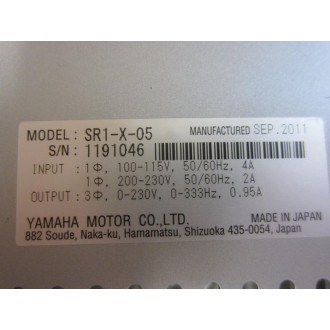 MODEL : SR1-X-05 MANUFACTURED SEP.2011
S/N : 1191046
INPUT : 1Φ, 100-115V, 50/60Hz, 4A
1Φ, 200-230V, 50/60Hz, 2A
OUTPUT : 3Φ, 0-230V, 0-333Hz, 0.95A
YAMAHA MOTOR CO.,LTD. MADE IN JAPAN
882 Soude, Naka-ku, Hamamatsu, Shizuoka 435-0054, Japan